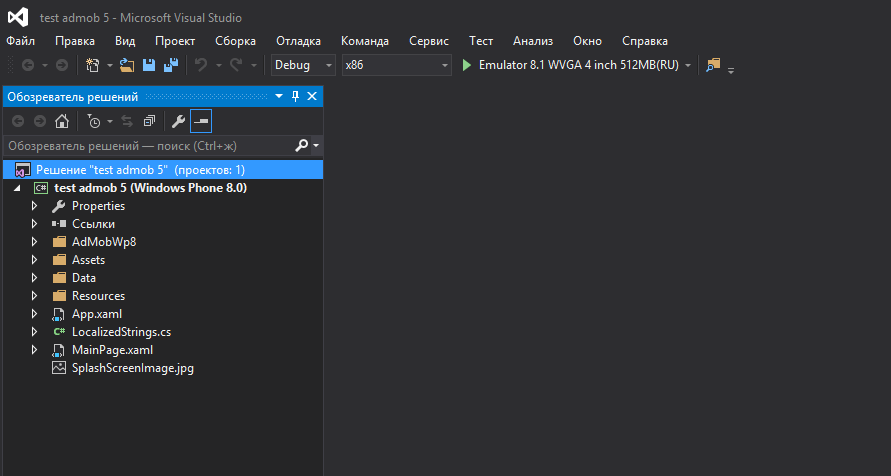 test admob 5 - Microsoft Visual Studio
Файл Правка Вид Проект Сборка Отладка Команда Сервис Тест Анализ Окно Справка
Debug x86 Emulator 8.1 WVGA 4 inch 512MB(RU)
Обозреватель решений
Обозреватель решений — поиск (Ctrl+ж)
Решение "test admob 5" (проектов: 1)
C# test admob 5 (Windows Phone 8.0)
Properties
Ссылки
AdMobWp8
Assets
Data
Resources
App.xaml
C# LocalizedStrings.cs
MainPage.xaml
SplashScreenImage.jpg